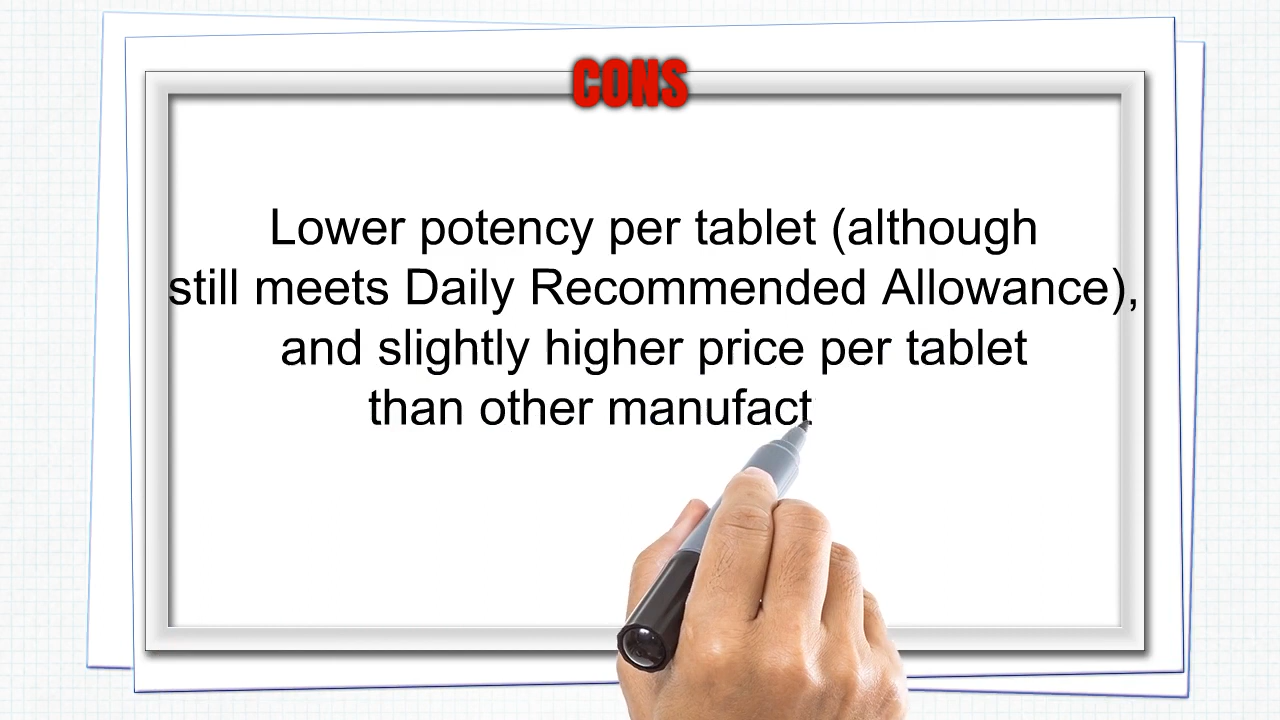 CONS
Lower potency per tablet (although
still meets Daily Recommended Allowance),
and slightly higher price per tablet
than other manufact